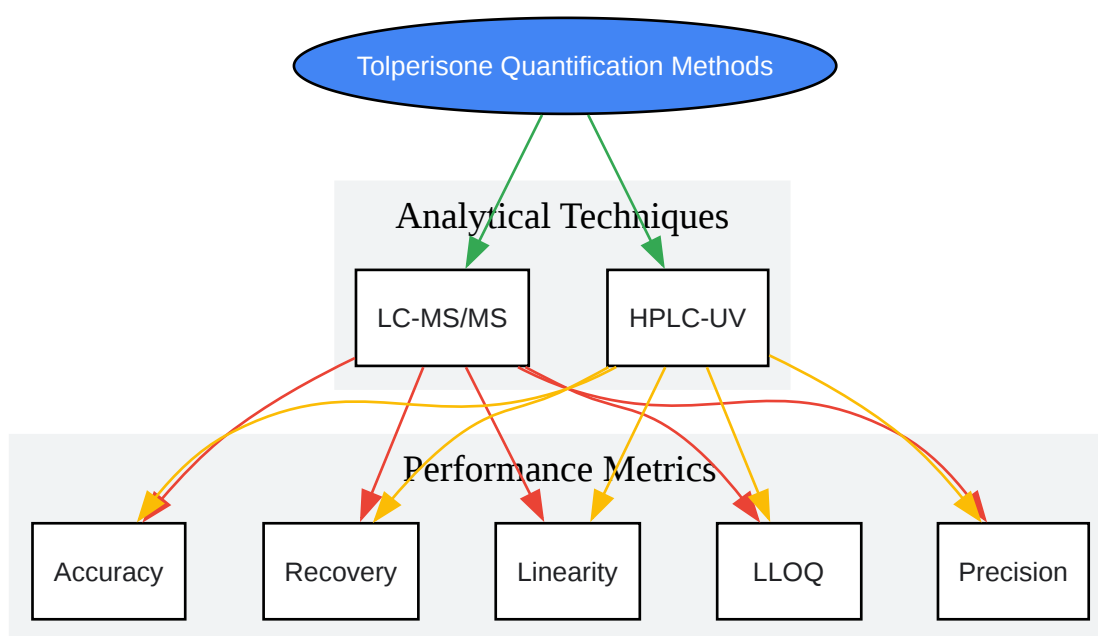 Tolperisone Quantification Methods
Analytical Techniques
LC-MS/MS
HPLC-UV
Performance Metrics
Accuracy
Recovery
Linearity
LLOQ
Precision